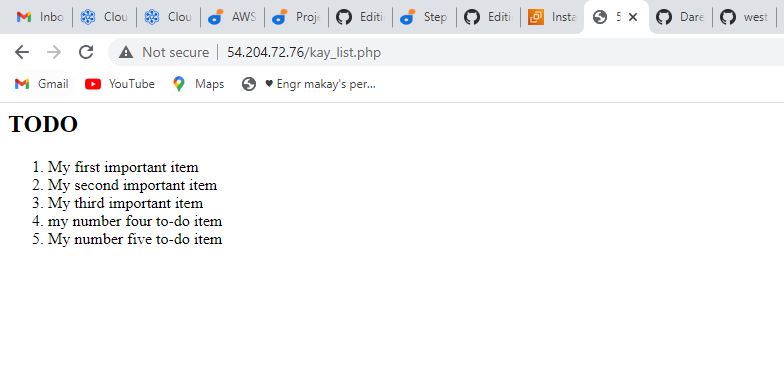 Inbo Clou Clou AWS Proje Editi Step Editi Insta 5 Dare west
Not secure 54.204.72.76/kay_list.php
Gmail YouTube Maps ♥ Engr makay's per...
TODO
1. My first important item
2. My second important item
3. My third important item
4. my number four to-do item
5. My number five to-do item